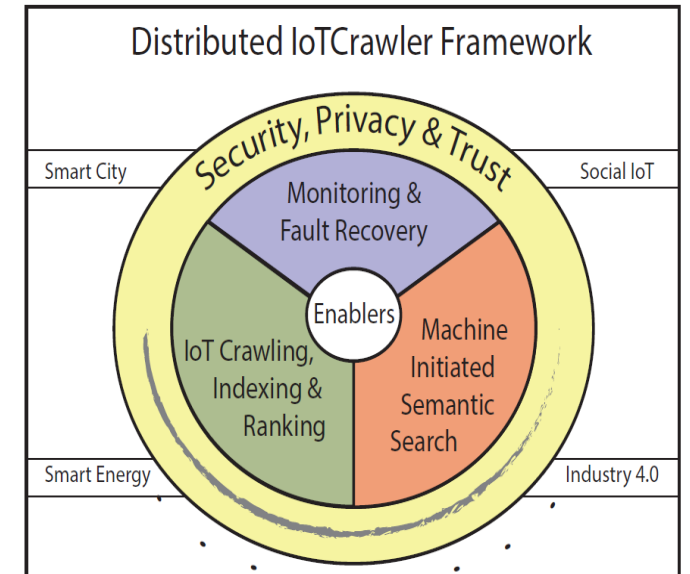 Distributed IoTCrawler Framework
Security, Privacy & Trust
Smart City
Social IoT
Monitoring &
Fault Recovery
Enablers
IoT Crawling,
Indexing &
Ranking
Machine
Initiated
Semantic
Search
Smart Energy
Industry 4.0